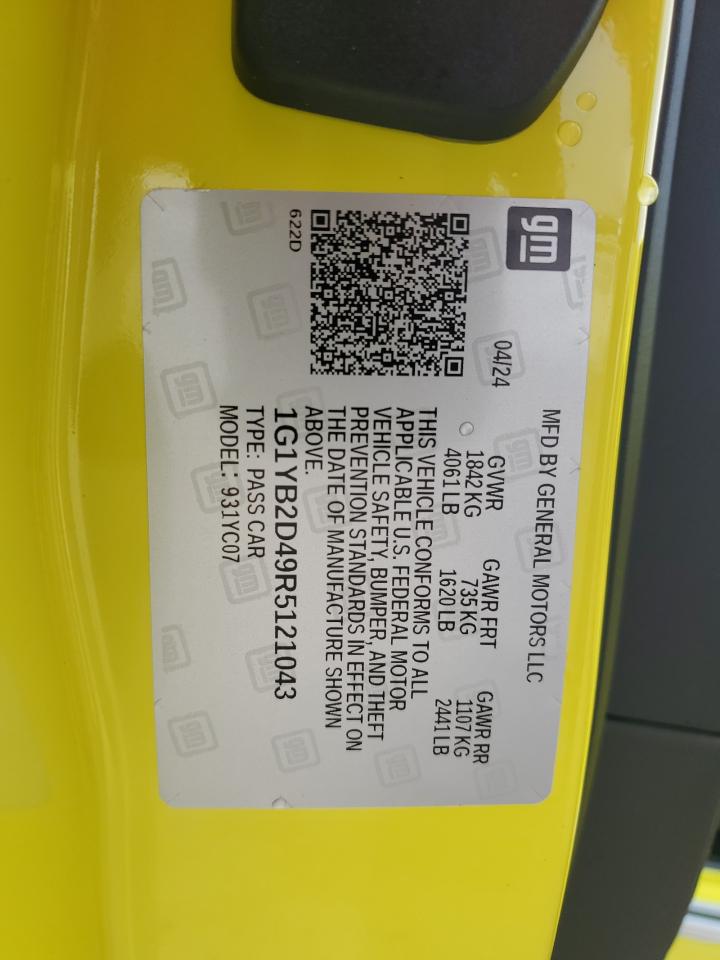 gm
MFD BY GENERAL MOTORS LLC
04/24
GVWR GAWR FRT GAWR RR
1842 KG 735 KG 1107 KG
4061 LB 1620 LB 2441 LB
THIS VEHICLE CONFORMS TO ALL
APPLICABLE U.S. FEDERAL MOTOR
VEHICLE SAFETY, BUMPER, AND THEFT
PREVENTION STANDARDS IN EFFECT ON
THE DATE OF MANUFACTURE SHOWN
ABOVE.
1G1YB2D49R5121043
TYPE: PASS CAR
MODEL: 931YC07
622D